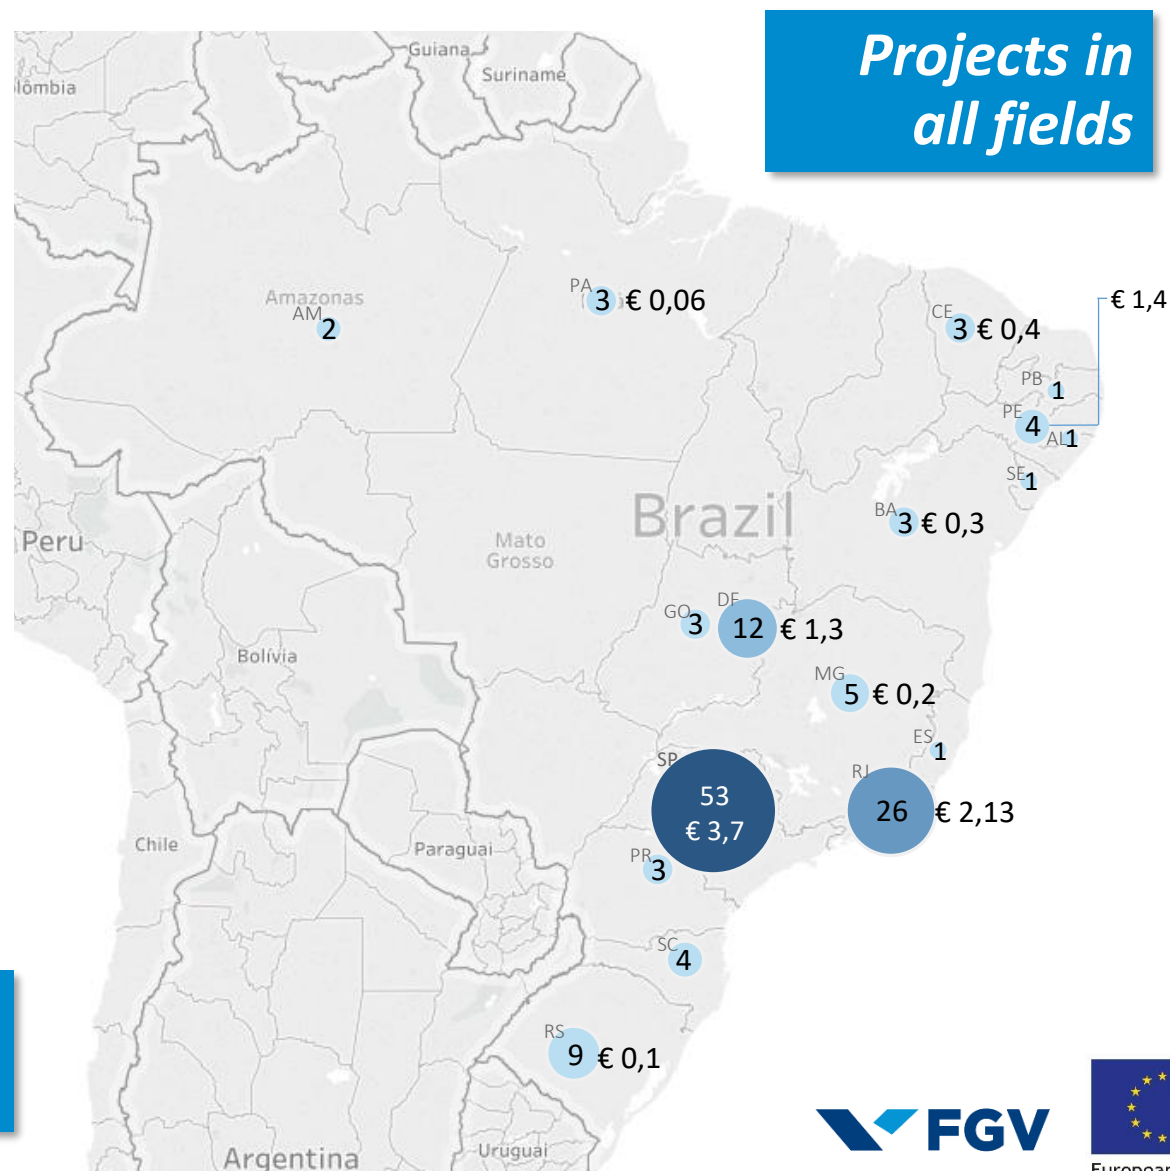 Projects in
all fields
Guiana
Suriname
lômbia
PA
3 € 0,06
Amazonas
AM
2
€ 1,4
CE
3 € 0,4
PB
1
PE
4
AL
1
SE
1
Brazil
BA
3 € 0,3
Peru
Mato
Grosso
GO
3
DF
12 € 1,3
Bolívia
MG
5 € 0,2
ES
1
SP
53
€ 3,7
RJ
26 € 2,13
Chile
Paraguai
PR
3
SC
4
RS
9 € 0,1
FGV
Argentina
Uruguai